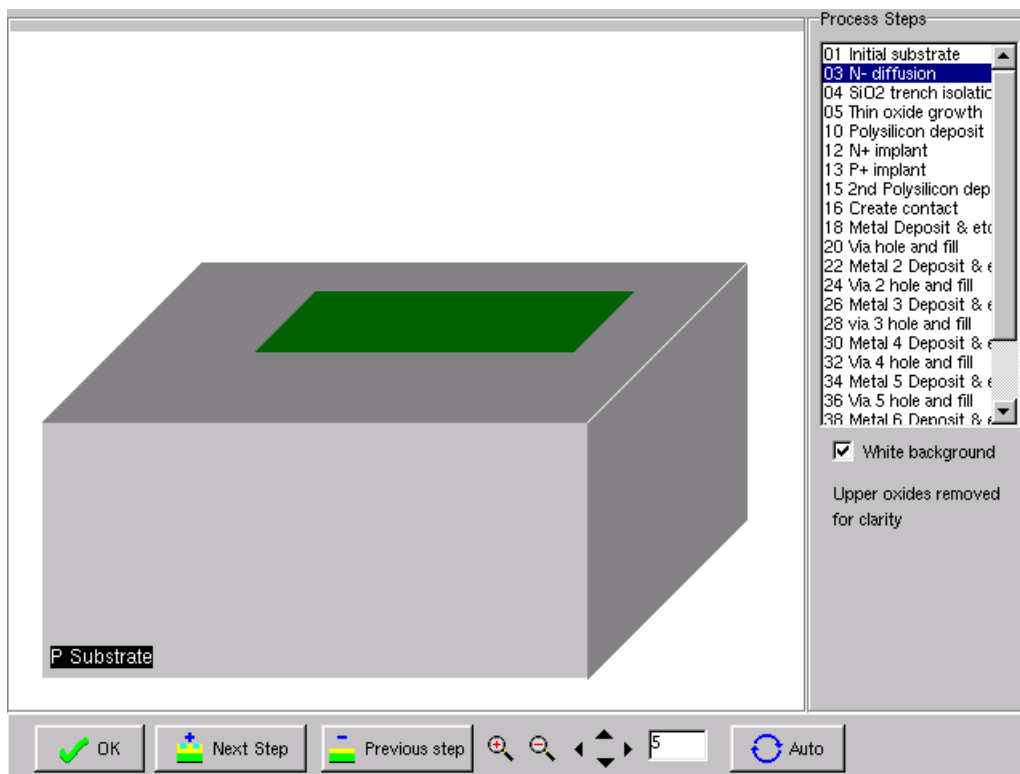 Process Steps
01 Initial substrate
03 N- diffusion
04 SiO2 trench isolatic
05 Thin oxide growth
10 Polysilicon deposit
12 N+ implant
13 P+ implant
15 2nd Polysilicon dep
16 Create contact
18 Metal Deposit & etc
20 Via hole and fill
22 Metal 2 Deposit & e
24 Via 2 hole and fill
26 Metal 3 Deposit & e
28 via 3 hole and fill
30 Metal 4 Deposit & e
32 Via 4 hole and fill
34 Metal 5 Deposit & e
36 Via 5 hole and fill
38 Metal 6 Deposit & e
White background
Upper oxides removed
for clarity
P Substrate
OK
Next Step
Previous step
5
Auto